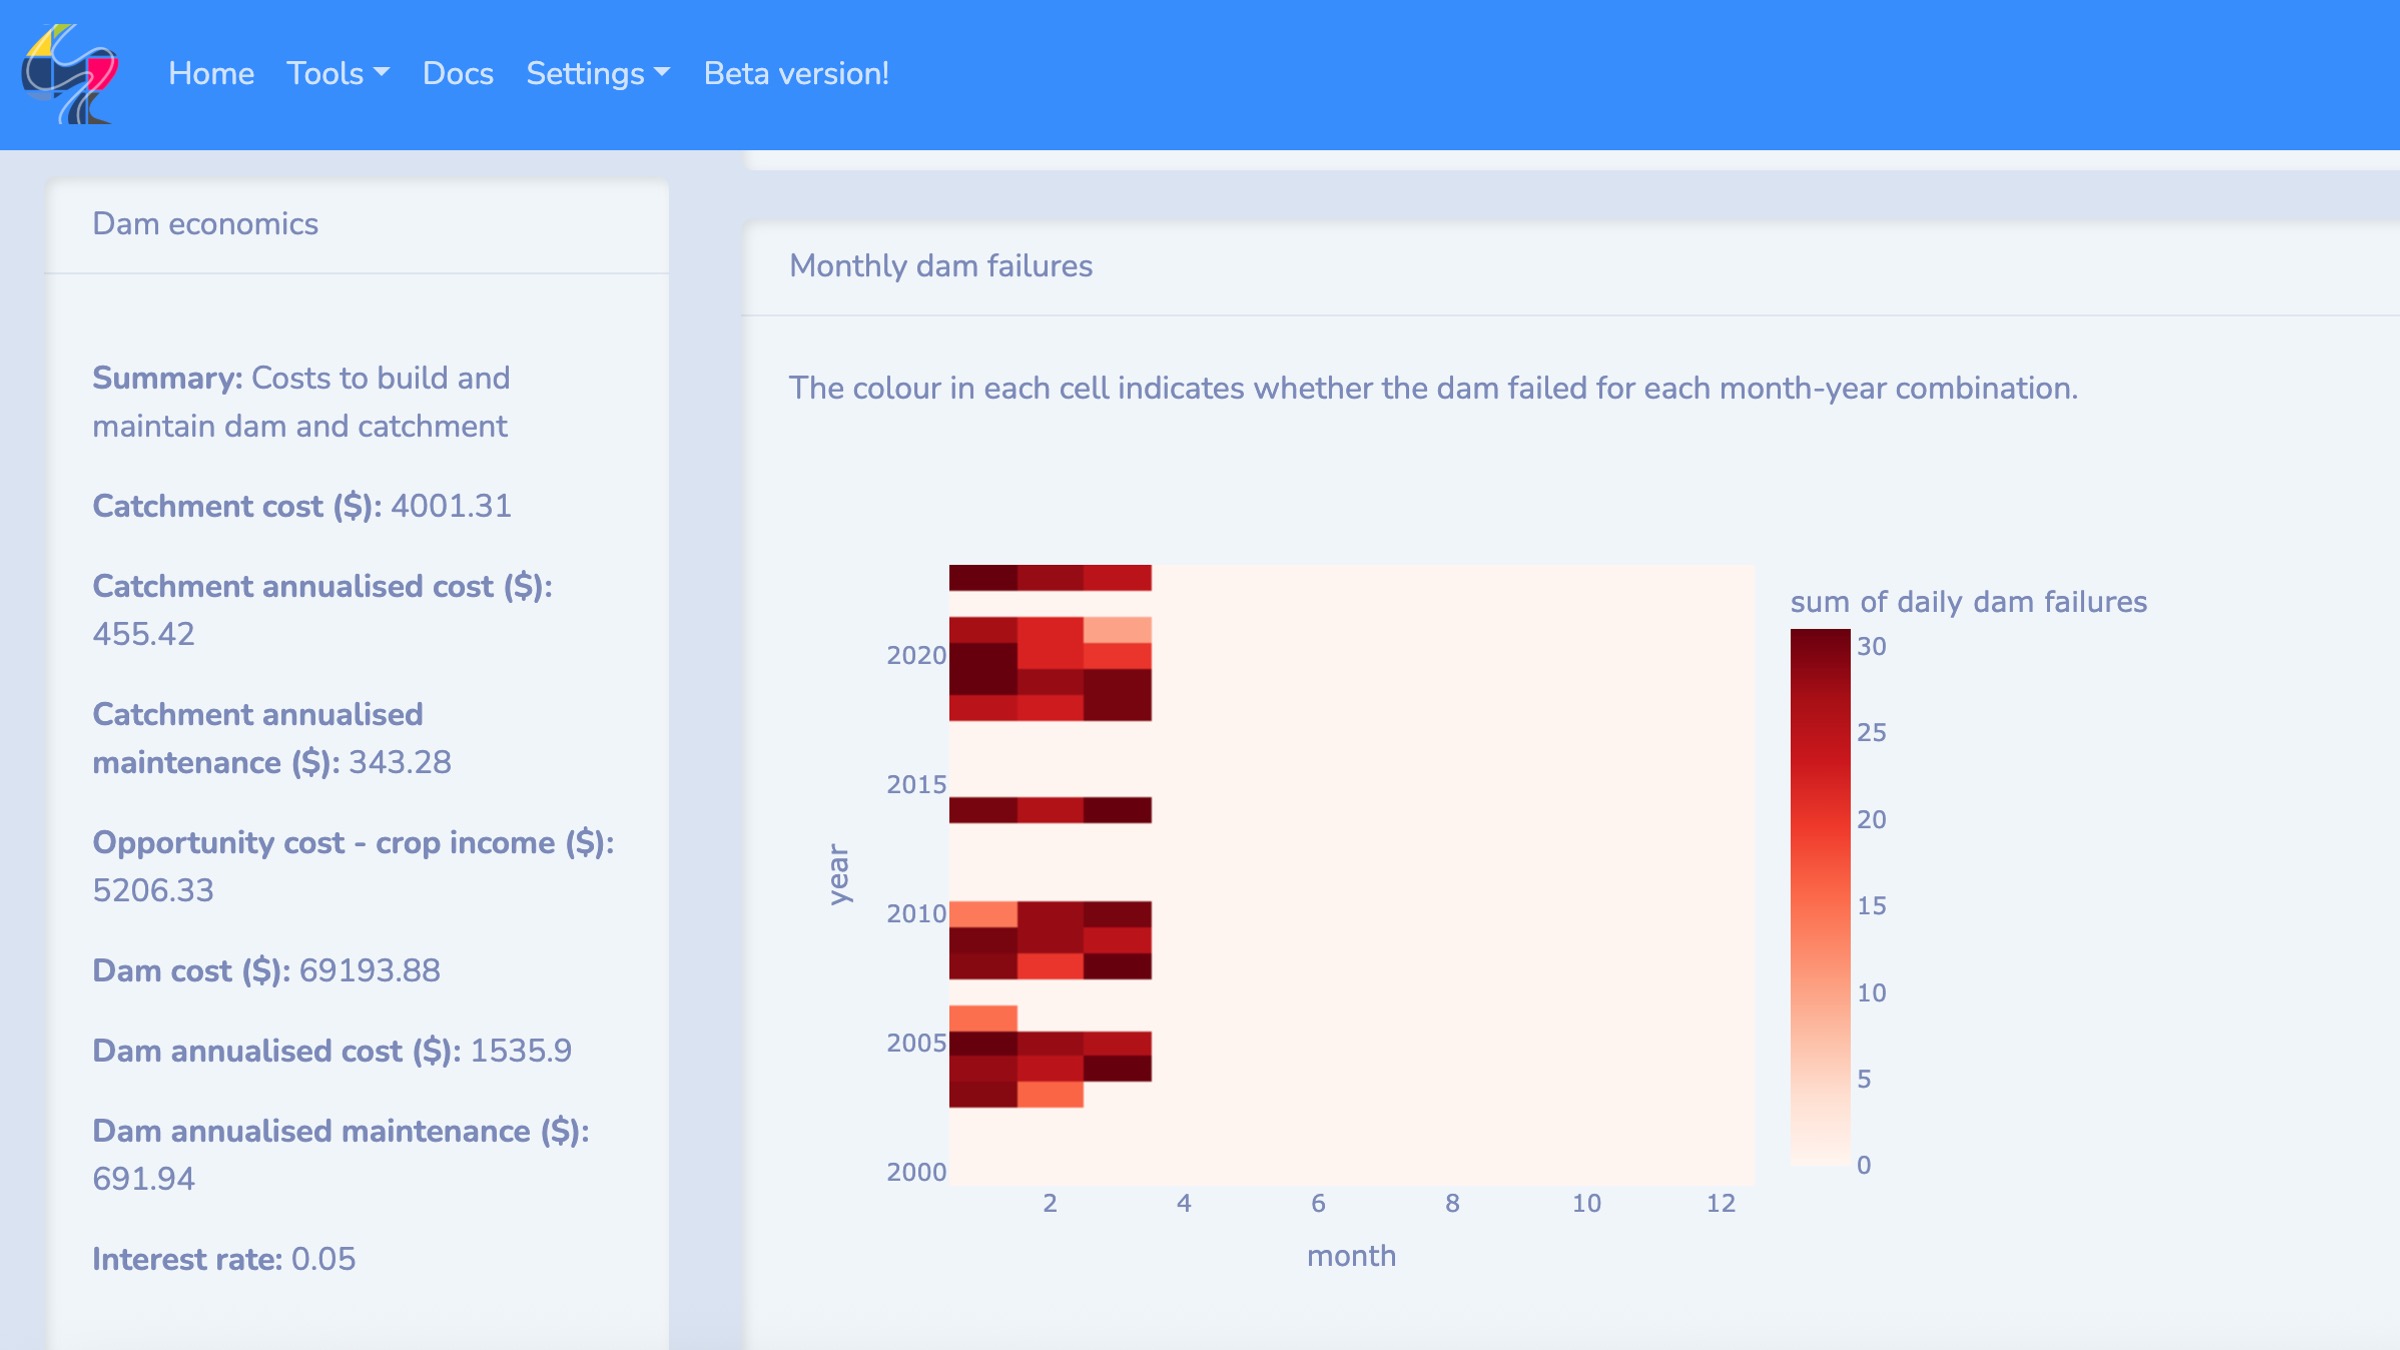 Home Tools Docs Settings Beta version!
Dam economics
Summary: Costs to build and
maintain dam and catchment
Catchment cost ($): 4001.31
Catchment annualised cost ($):
455.42
Catchment annualised
maintenance ($): 343.28
Opportunity cost - crop income ($):
5206.33
Dam cost ($): 69193.88
Dam annualised cost ($): 1535.9
Dam annualised maintenance ($):
691.94
Interest rate: 0.05
Monthly dam failures
The colour in each cell indicates whether the dam failed for each month-year combination.
year
2020
2015
2010
2005
2000
2 4 6 8 10 12
month
sum of daily dam failures
30
25
20
15
10
5
0